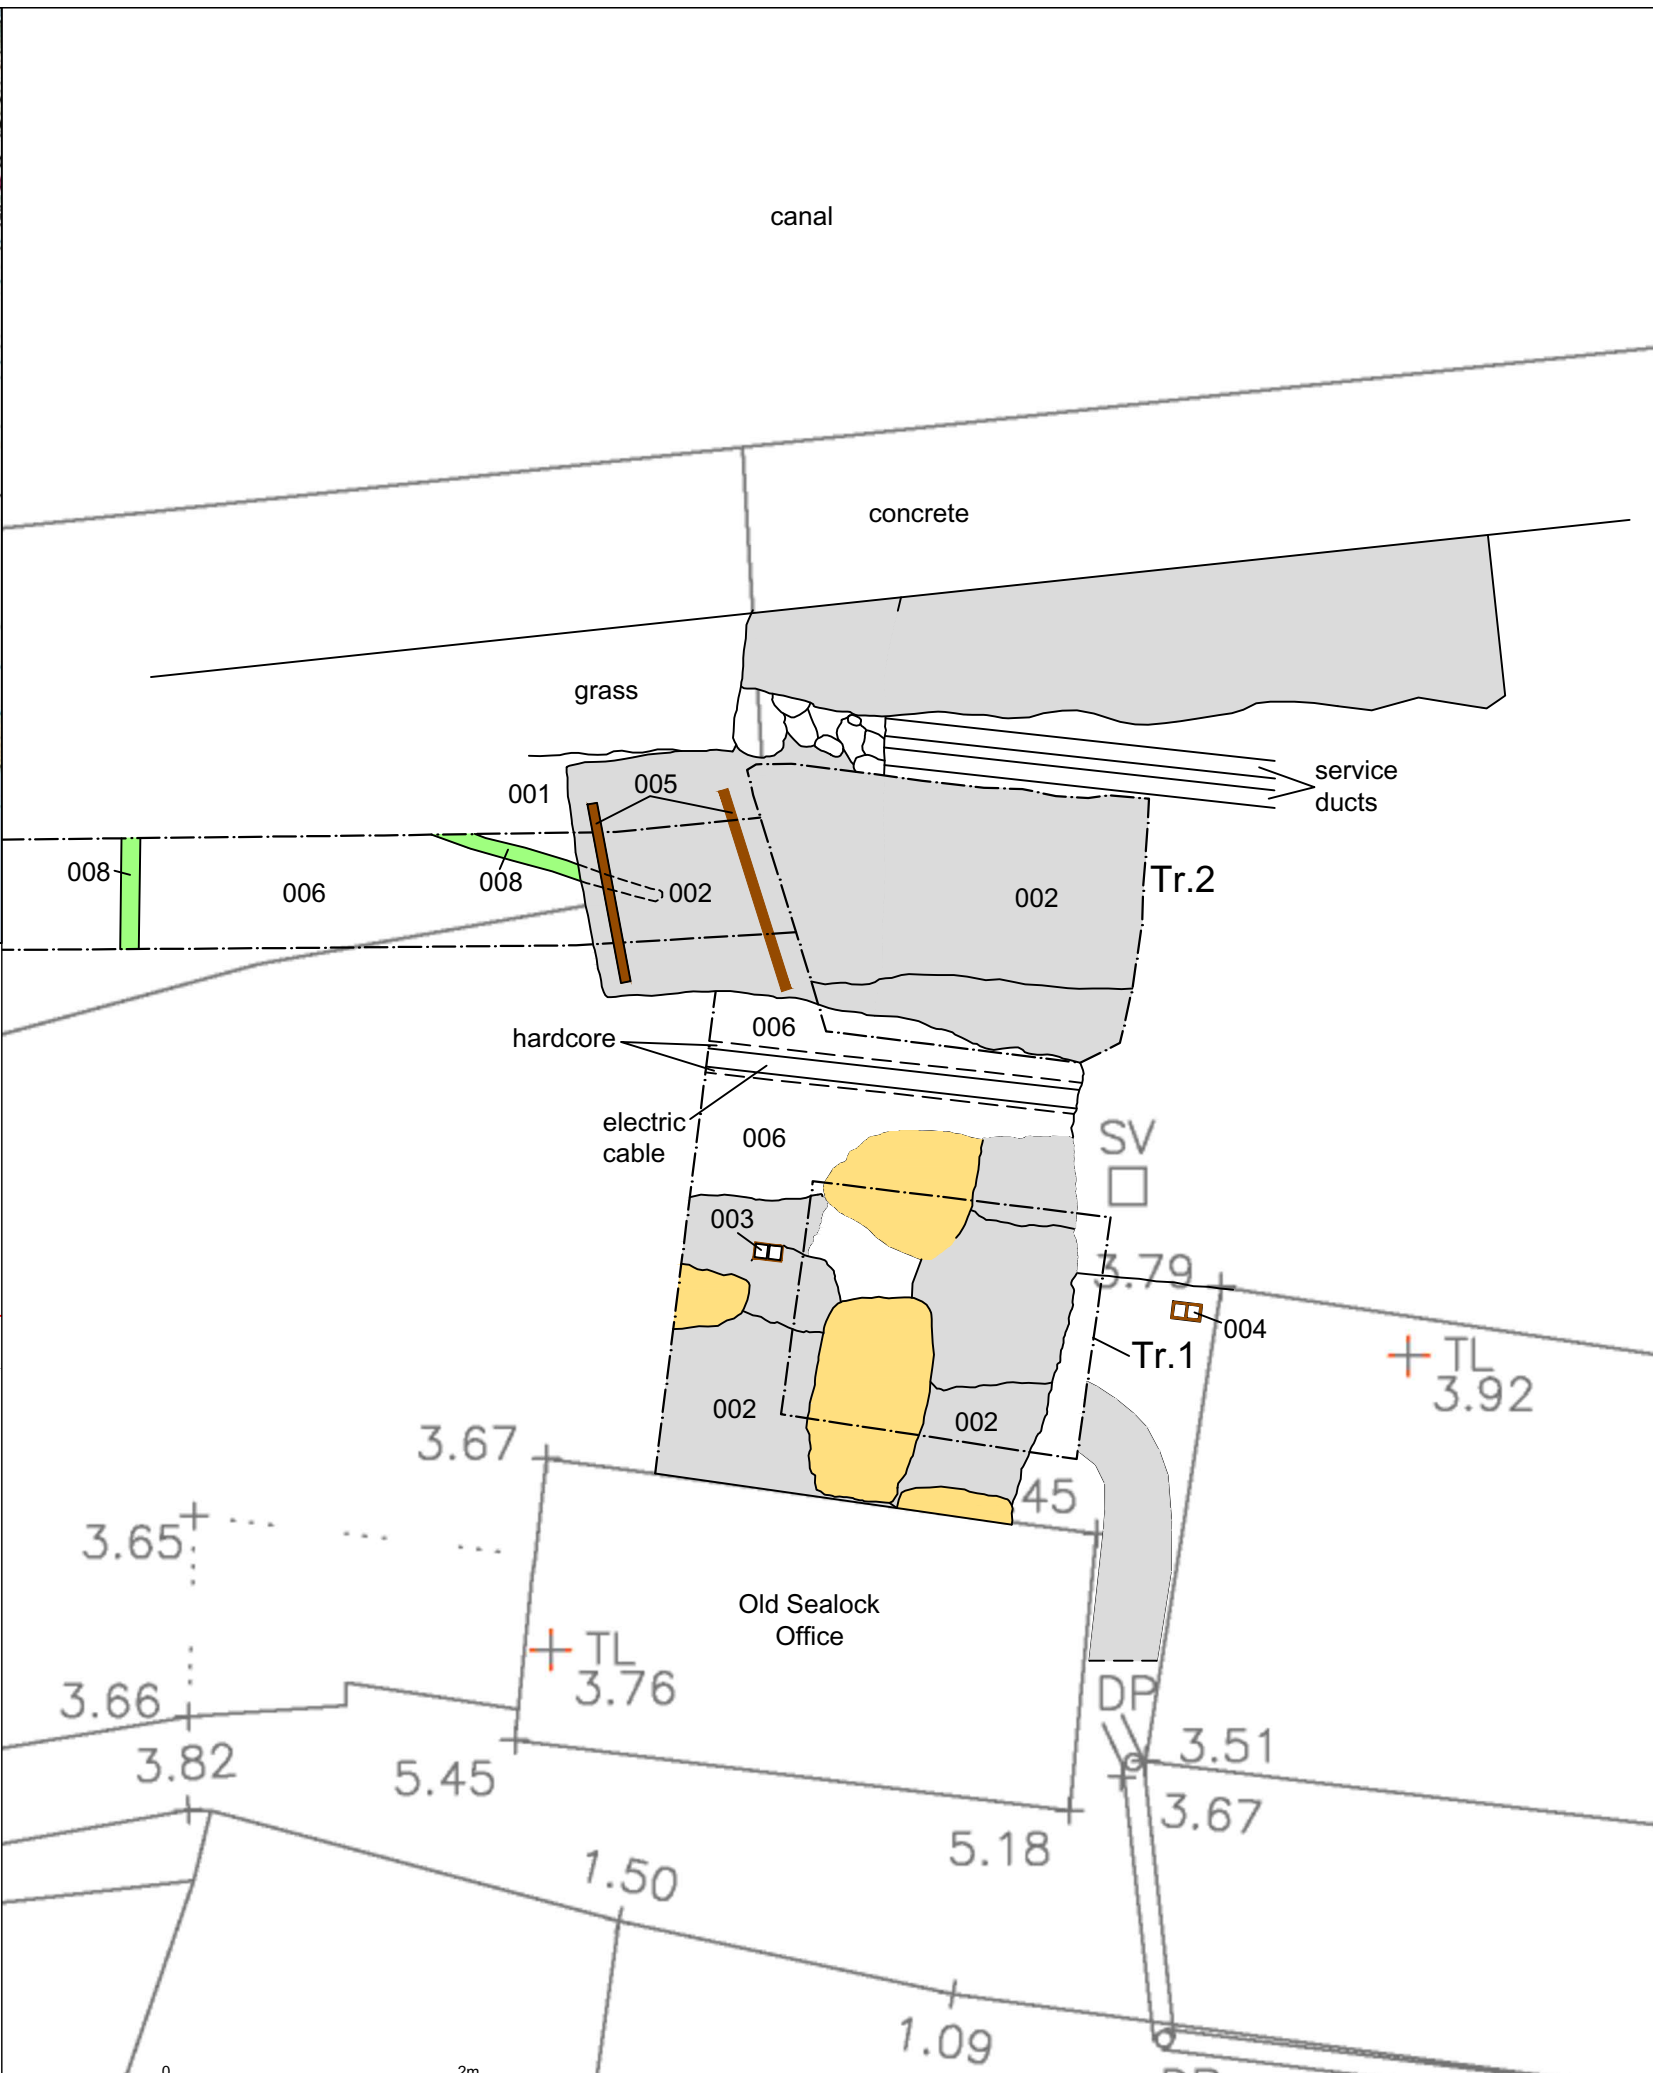 canal
concrete
grass
service
ducts
001
005
Tr.2
008
006
008
002
002
006
hardcore
electric
cable
006
SV
003
3.79
004
Tr.1
TL
3.92
002
002
3.67
45
3.65
Old Sealock
Office
TL
3.76
3.66
DP
3.51
3.82
5.45
3.67
5.18
1.50
1.09
0
2m